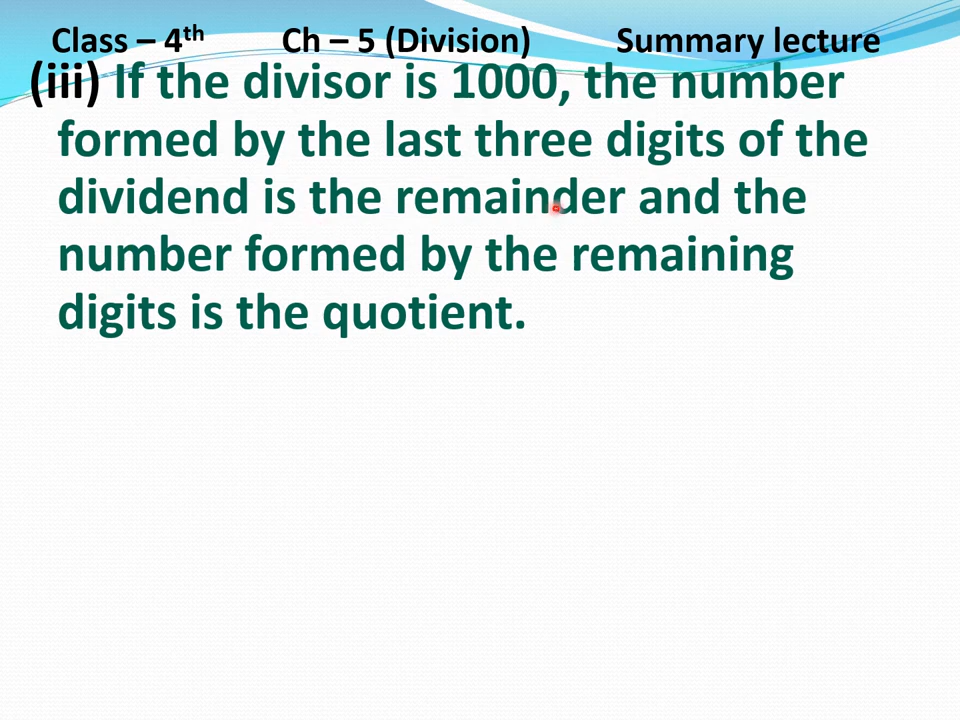 Class – 4th Ch – 5 (Division) Summary lecture
(iii) If the divisor is 1000, the number
formed by the last three digits of the
dividend is the remainder and the
number formed by the remaining
digits is the quotient.